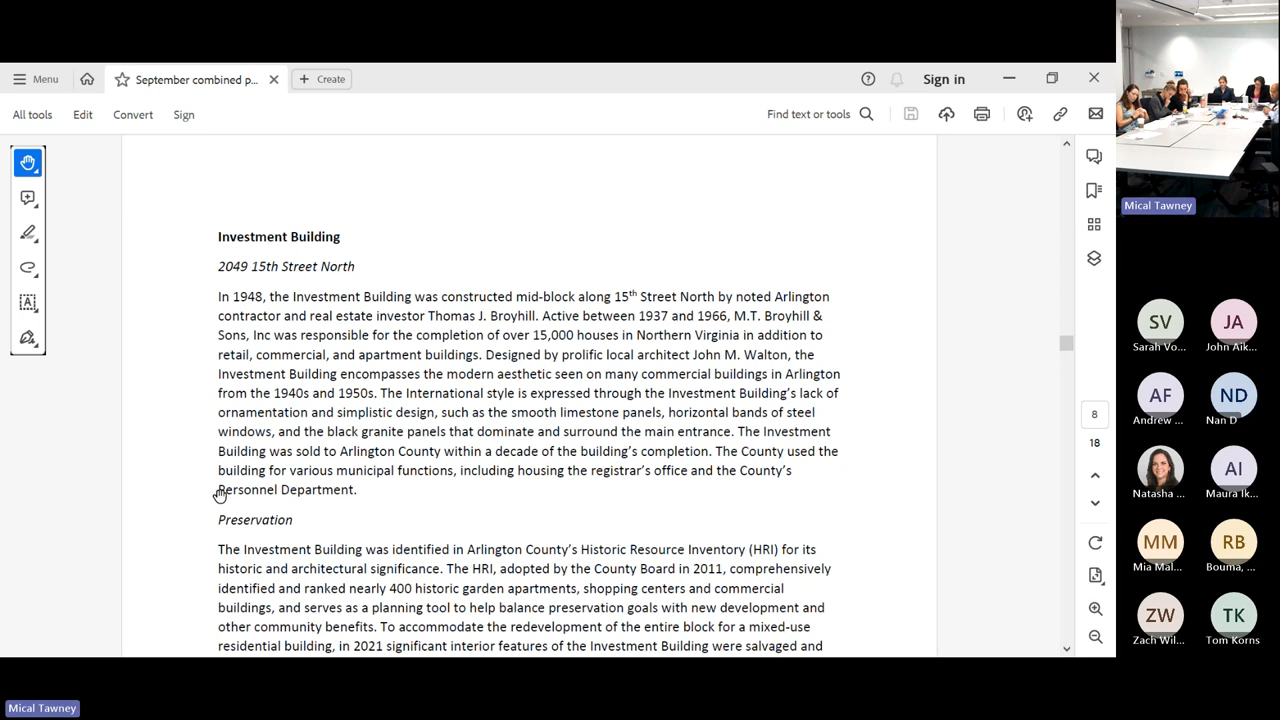 Menu
September combined p...
Create
Sign in
All tools
Edit
Convert
Sign
Find text or tools
Investment Building
2049 15th Street North
In 1948, the Investment Building was constructed mid-block along 15th Street North by noted Arlington
contractor and real estate investor Thomas J. Broyhill. Active between 1937 and 1966, M.T. Broyhill &
Sons, Inc was responsible for the completion of over 15,000 houses in Northern Virginia in addition to
retail, commercial, and apartment buildings. Designed by prolific local architect John M. Walton, the
Investment Building encompasses the modern aesthetic seen on many commercial buildings in Arlington
from the 1940s and 1950s. The International style is expressed through the Investment Building's lack of
ornamentation and simplistic design, such as the smooth limestone panels, horizontal bands of steel
windows, and the black granite panels that dominate and surround the main entrance. The Investment
Building was sold to Arlington County within a decade of the building's completion. The County used the
building for various municipal functions, including housing the registrar's office and the County's
Personnel Department.
Preservation
The Investment Building was identified in Arlington County's Historic Resource Inventory (HRI) for its
historic and architectural significance. The HRI, adopted by the County Board in 2011, comprehensively
identified and ranked nearly 400 historic garden apartments, shopping centers and commercial
buildings, and serves as a planning tool to help balance preservation goals with new development and
other community benefits. To accommodate the redevelopment of the entire block for a mixed-use
residential building, in 2021 significant interior features of the Investment Building were salvaged and
8
18
Mical Tawney
SV
Sarah Vo...
JA
John Aik...
AF
Andrew ...
ND
Nan D
Natasha ...
AI
Maura Ik...
MM
Mia Mal...
RB
Bouma, ...
ZW
Zach Wil...
TK
Tom Korns
Mical Tawney